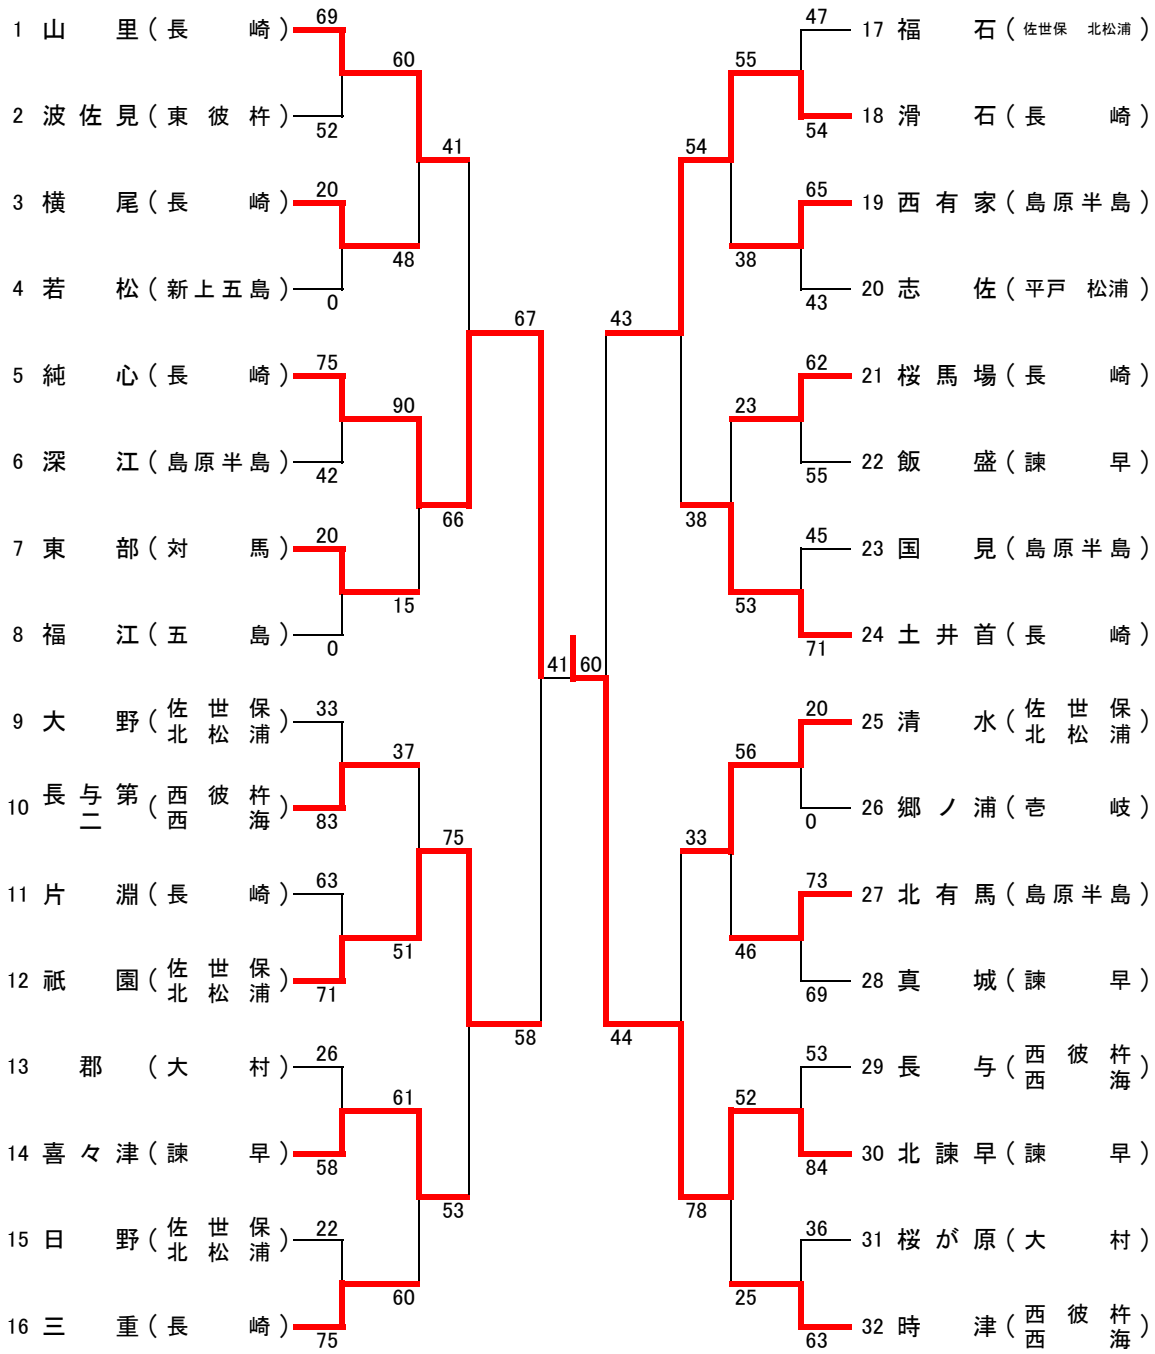 1 山里（長崎） 69
2 波佐見（東彼杵） 52
60
3 横尾（長崎） 20
4 若松（新上五島） 0
48
41
5 純心（長崎） 75
6 深江（島原半島） 42
90
7 東部（対馬） 20
8 福江（五島） 0
15
66
67
9 大野（佐世保 北松浦） 33
10 長与第二（西彼杵 西海） 83
37
11 片淵（長崎） 63
12 祇園（佐世保 北松浦） 71
51
75
13 郡（大村） 26
14 喜々津（諫早） 58
61
15 日野（佐世保 北松浦） 22
16 三重（長崎） 75
60
53
58
41 60
47 17 福石（佐世保 北松浦）
54 18 滑石（長崎）
55
65 19 西有家（島原半島）
43 20 志佐（平戸 松浦）
38
54
62 21 桜馬場（長崎）
55 22 飯盛（諫早）
23
45 23 国見（島原半島）
71 24 土井首（長崎）
53
38
43
20 25 清水（佐世保 北松浦）
0 26 郷ノ浦（壱岐）
56
73 27 北有馬（島原半島）
69 28 真城（諫早）
46
33
53 29 長与（西彼杵 西海）
84 30 北諫早（諫早）
52
36 31 桜が原（大村）
63 32 時津（西彼杵 西海）
25
78
44